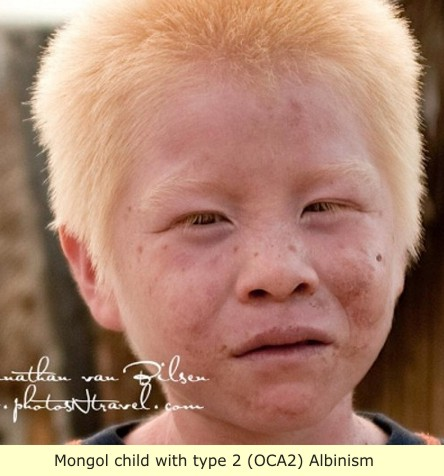 nathan van Bilsen
.photosNtravel.com
Mongol child with type 2 (OCA2) Albinism